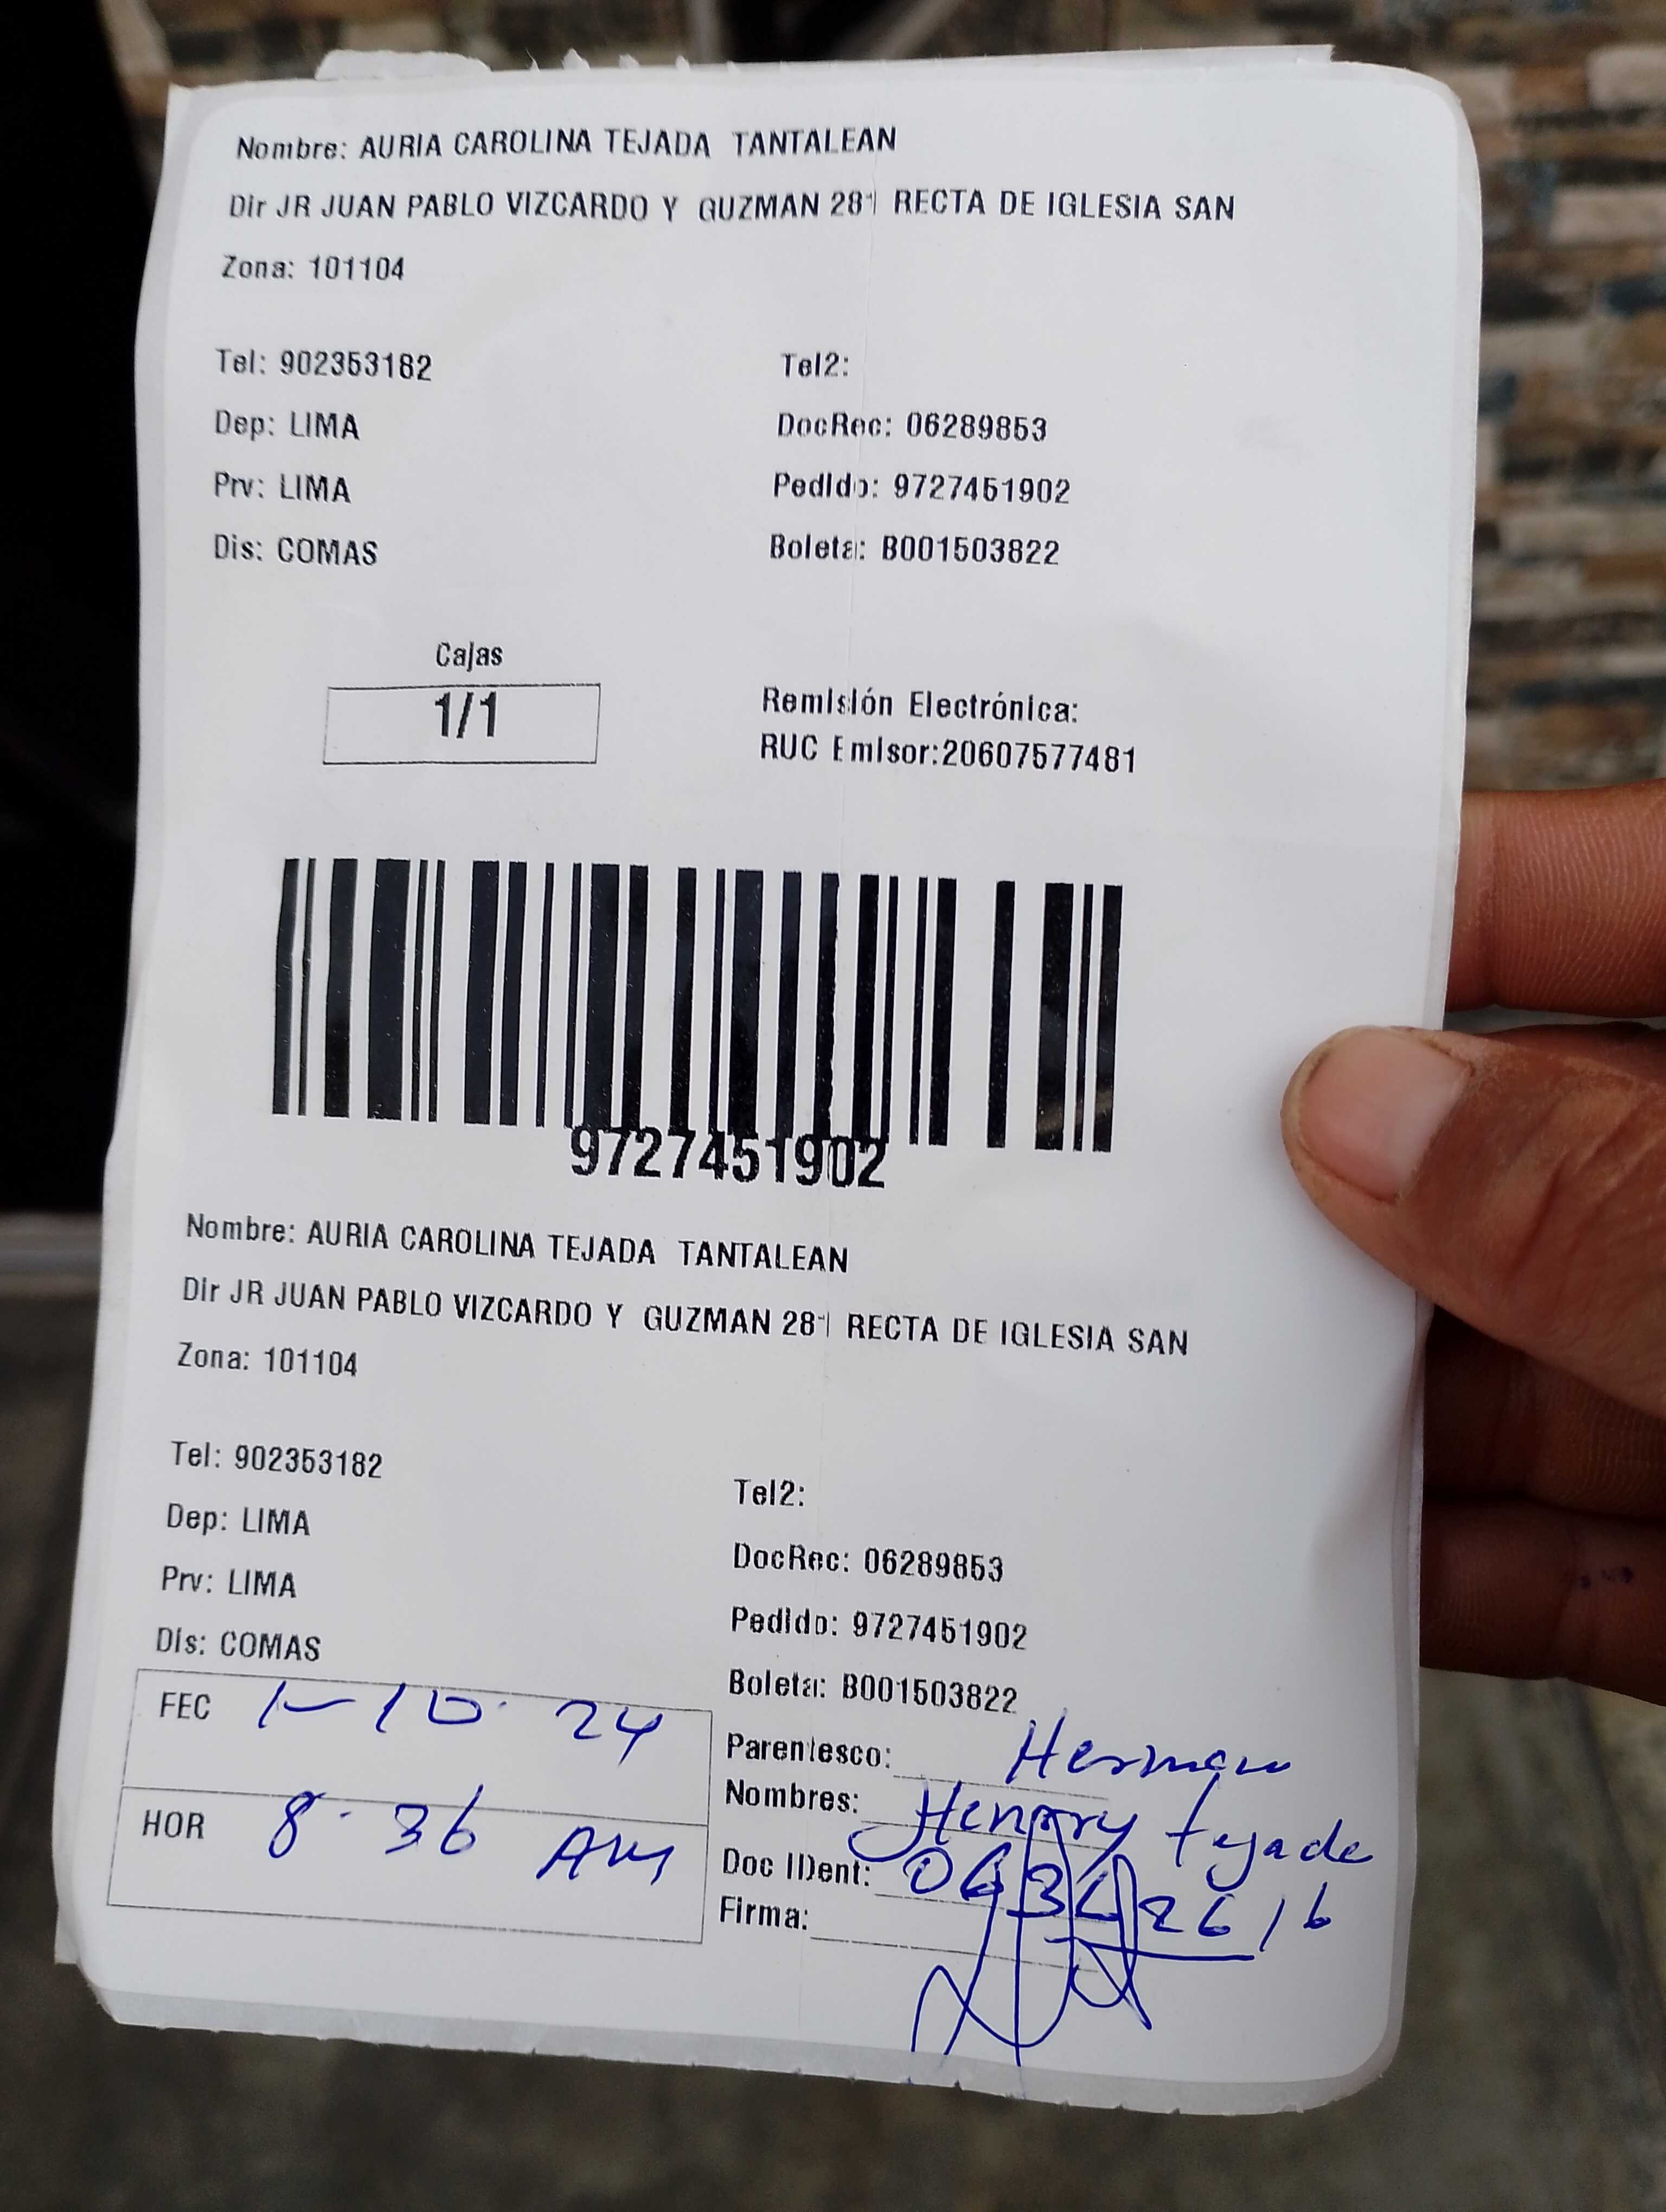 Nombre: AURIA CAROLINA TEJADA TANTALEAN
Dir JR JUAN PABLO VIZCARDO Y GUZMAN 281 RECTA DE IGLESIA SAN
Zona: 101104
Tel: 902353182 Tel2:
Dep: LIMA DocRec: 06289853
Prv: LIMA Pedido: 9727451902
Dis: COMAS Boleta: B001503822
Cajas
1/1
Remisión Electrónica:
RUC Emisor:20607577481
9727451902
Nombre: AURIA CAROLINA TEJADA TANTALEAN
Dir JR JUAN PABLO VIZCARDO Y GUZMAN 281 RECTA DE IGLESIA SAN
Zona: 101104
Tel: 902353182 Tel2:
Dep: LIMA DocRec: 06289853
Prv: LIMA Pedido: 9727451902
Dis: COMAS Boleta: B001503822
FEC 1-10-24
Parentesco: Hermano
Nombres: Henrry tejada
HOR 8:36 AM
Doc IDent:
Firma: